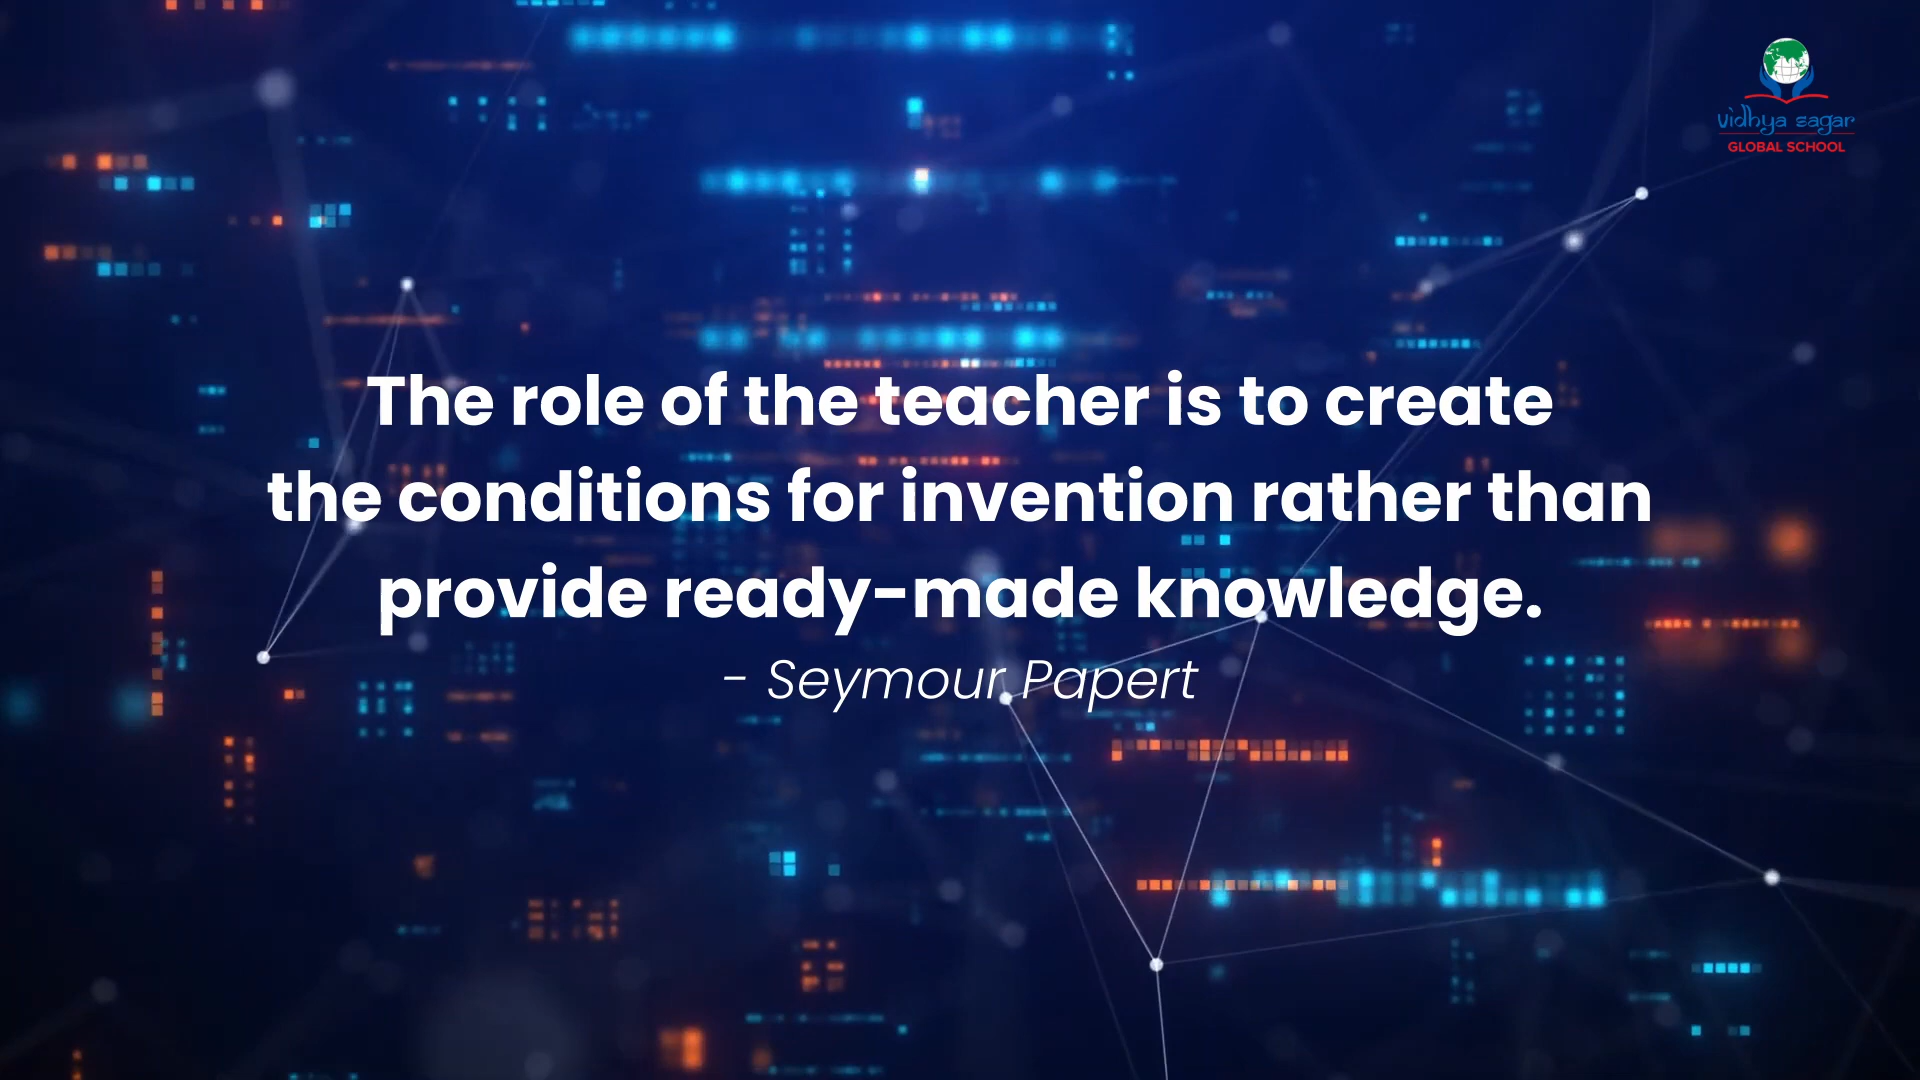 vidhya sagar
GLOBAL SCHOOL
The role of the teacher is to create
the conditions for invention rather than
provide ready-made knowledge.
- Seymour Papert